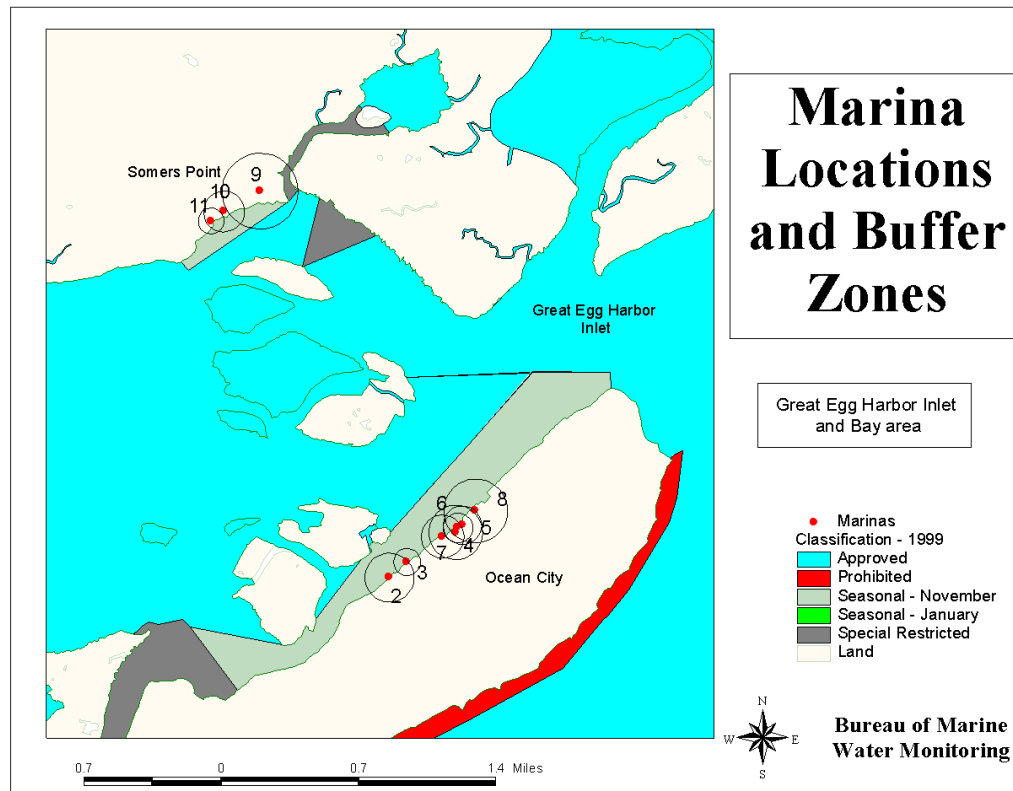 Marina
Locations
and Buffer
Zones
Great Egg Harbor Inlet
and Bay area
Somers Point
9
10
11
Great Egg Harbor
Inlet
6
8
5
7
4
3
2
Ocean City
Marinas
Classification - 1999
Approved
Prohibited
Seasonal - November
Seasonal - January
Special Restricted
Land
N
W E
S
Bureau of Marine
Water Monitoring
0.7 0 0.7 1.4 Miles